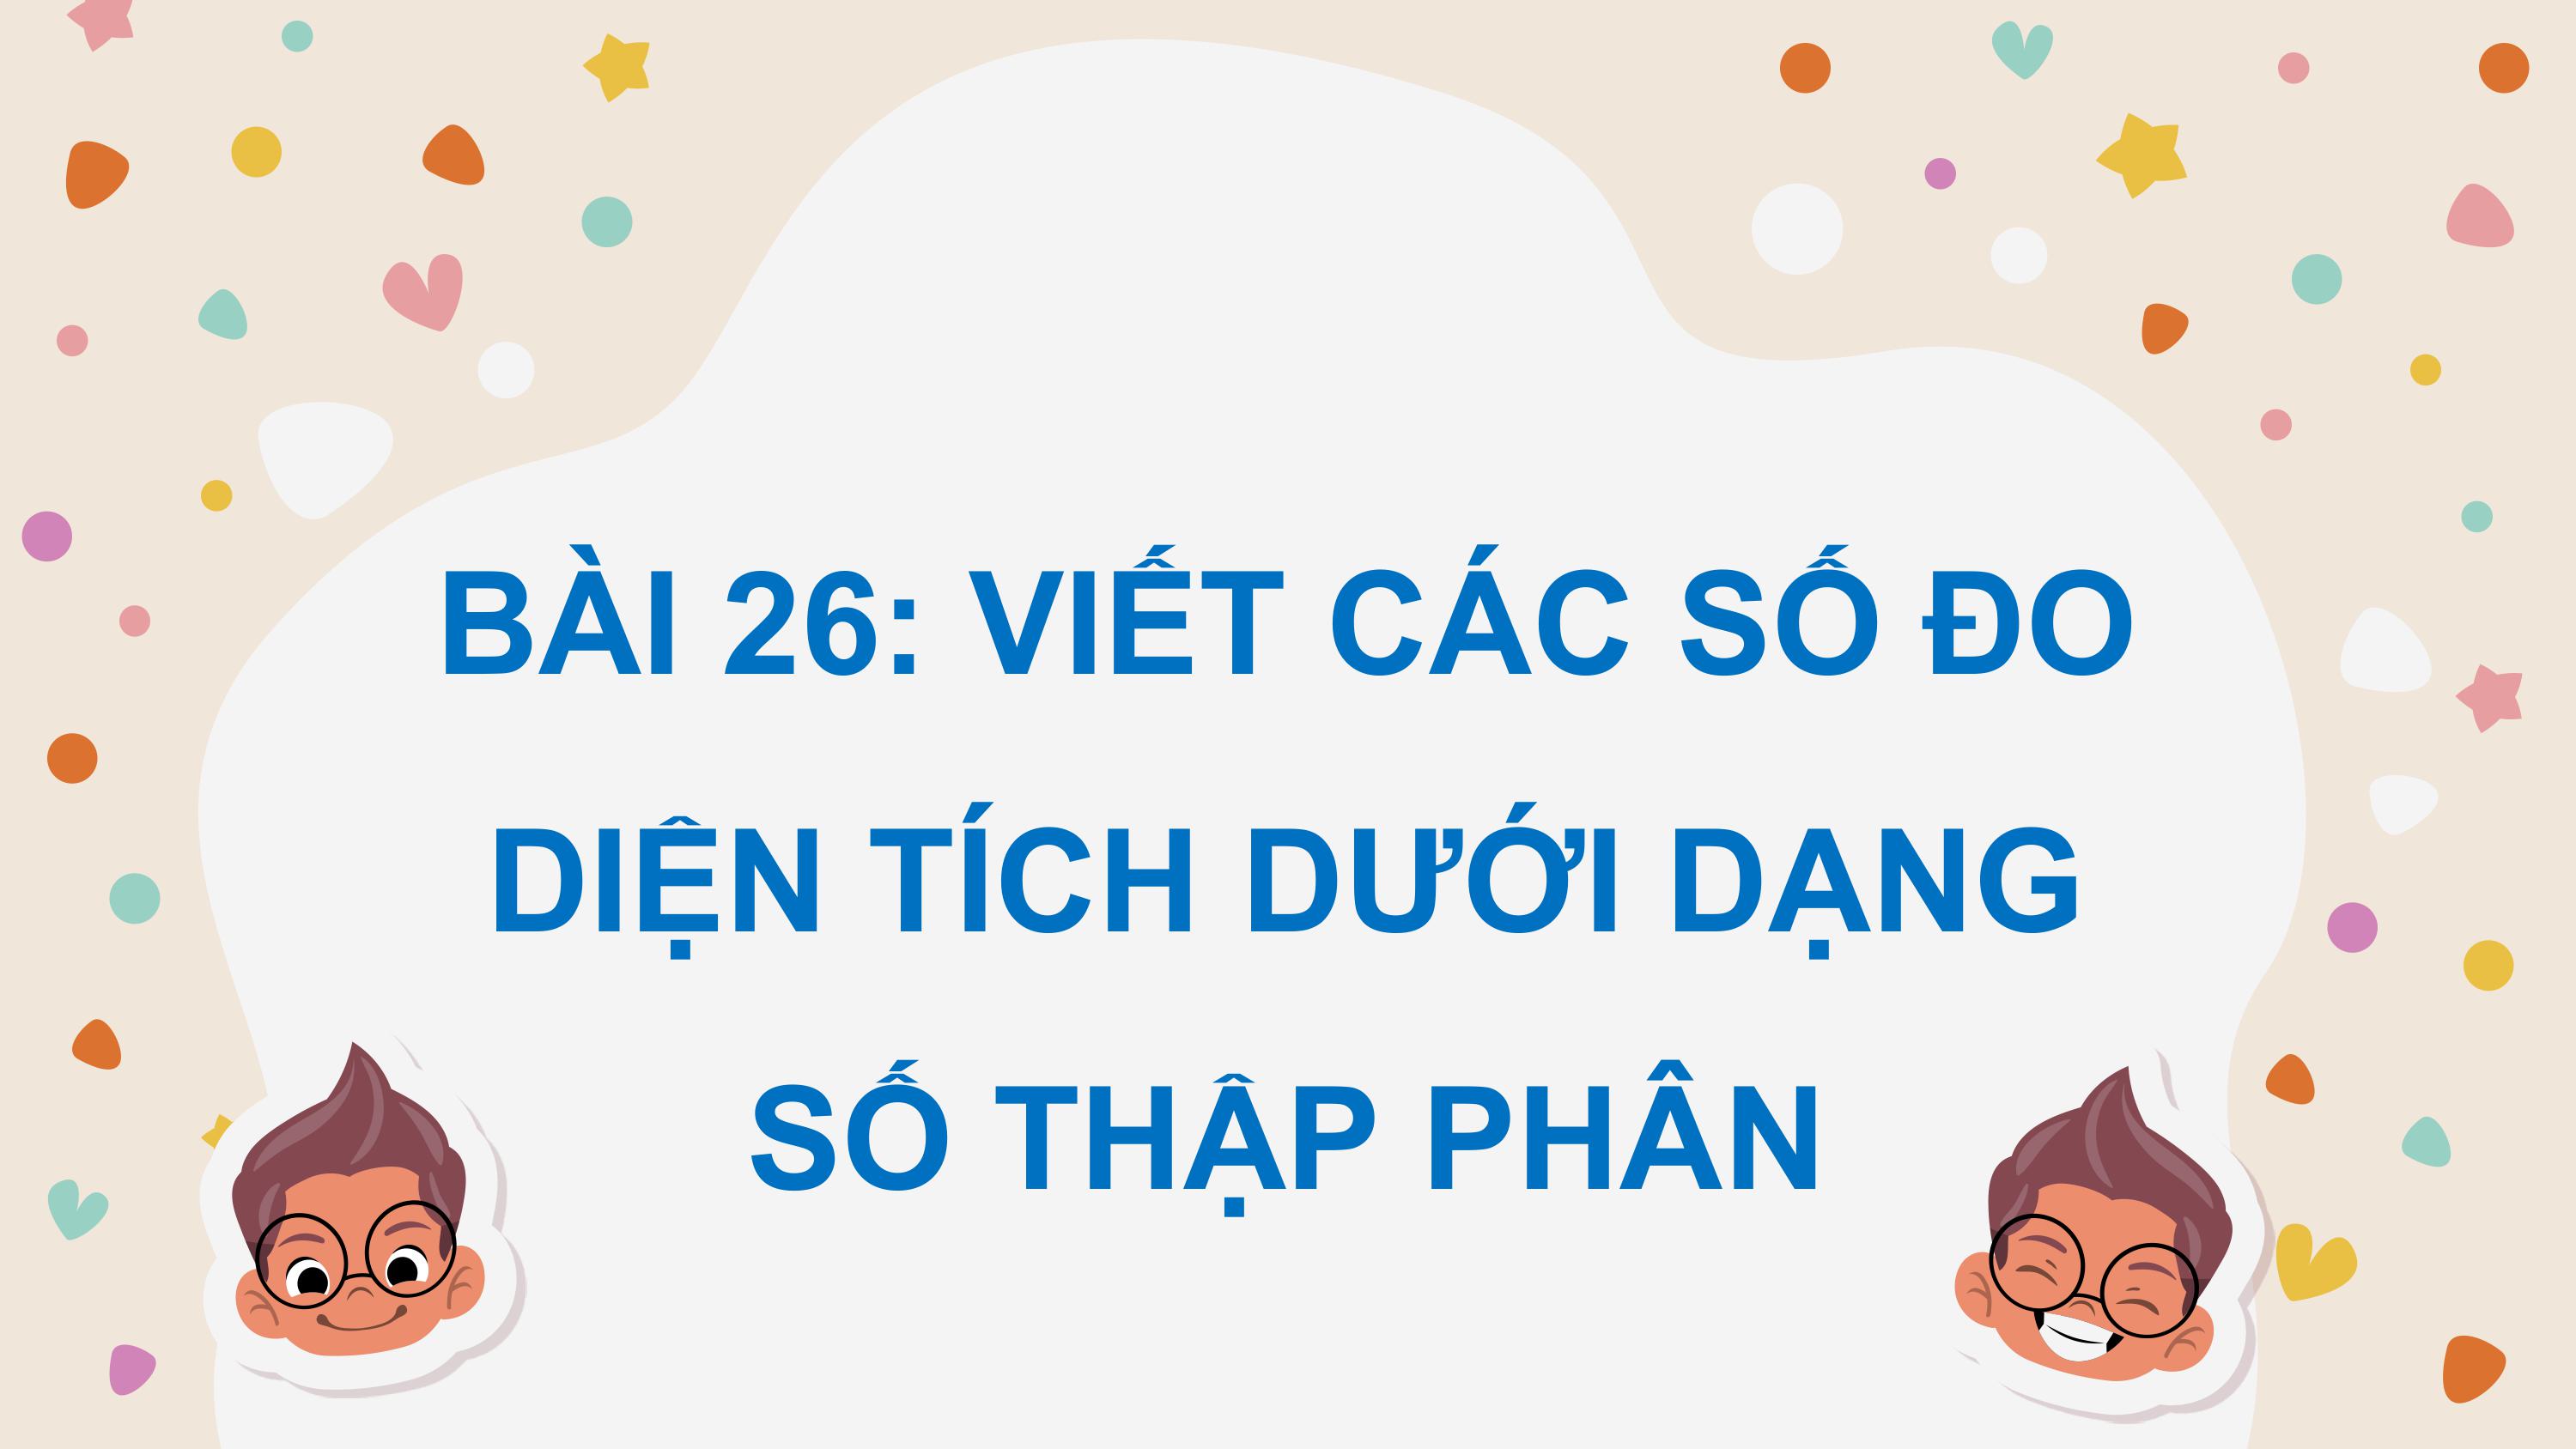 BÀI 26: VIẾT CÁC SỐ ĐO
DIỆN TÍCH DƯỚI DẠNG
SỐ THẬP PHÂN